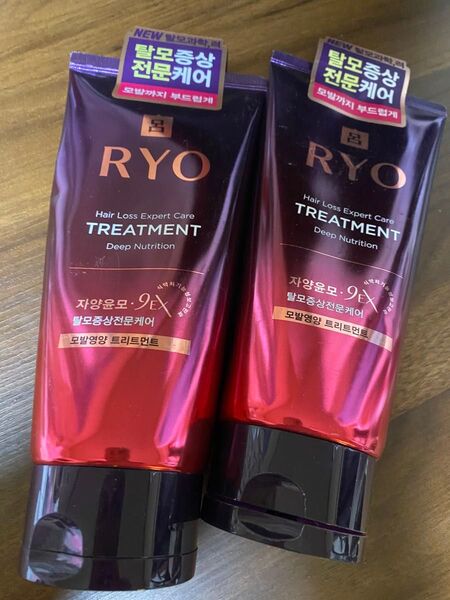 NEW 탈모과학, 려
탈모증상
전문케어
모발까지 부드럽게
RYO
Hair Loss Expert Care
TREATMENT
Deep Nutrition
자양윤모·9EX
탈모증상전문케어
모발영양 트리트먼트
NEW 탈모과학, 려
탈모증상
전문케어
모발까지 부드럽게
RYO
Hair Loss Expert Care
TREATMENT
Deep Nutrition
자양윤모·9EX
탈모증상전문케어
모발영양 트리트먼트